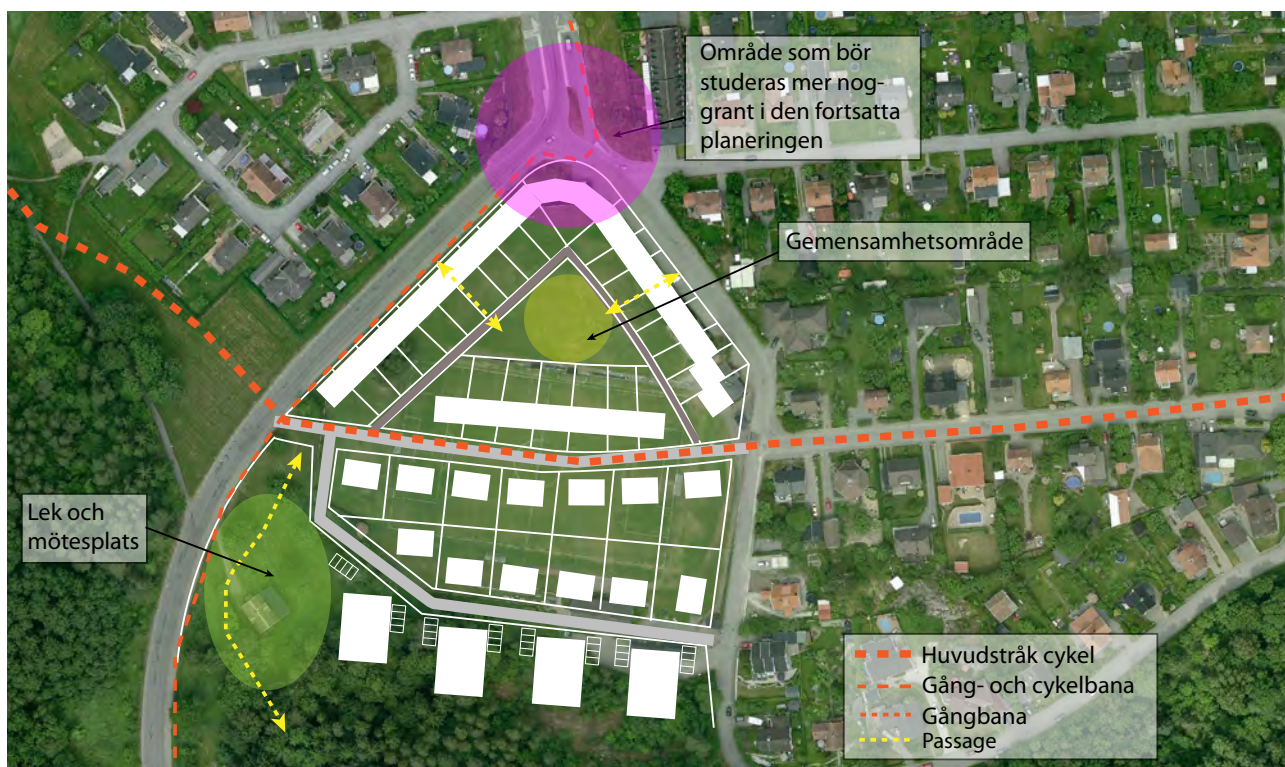 Område som bör
studeras mer nog-
grant i den fortsatta
planeringen
Gemensamhetsområde
Lek och
mötesplats
Huvudstråk cykel
Gång- och cykelbana
Gångbana
Passage